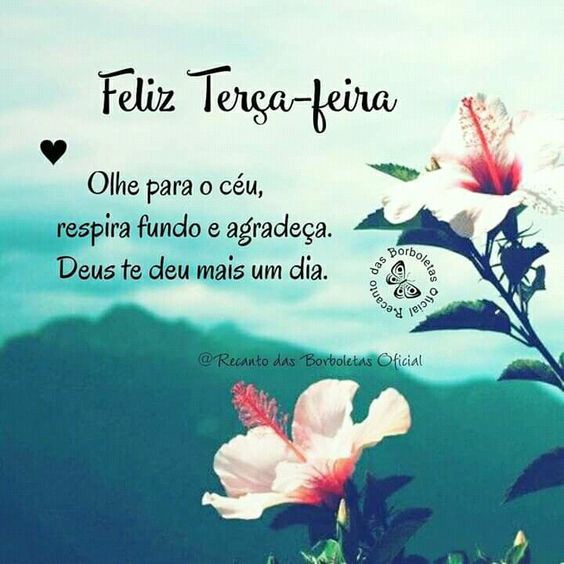 Feliz Terça-feira
Olhe para o céu,
respira fundo e agradeça.
Deus te deu mais um dia.
Recanto das Borboletas Oficial
@Recanto das Borboletas Oficial